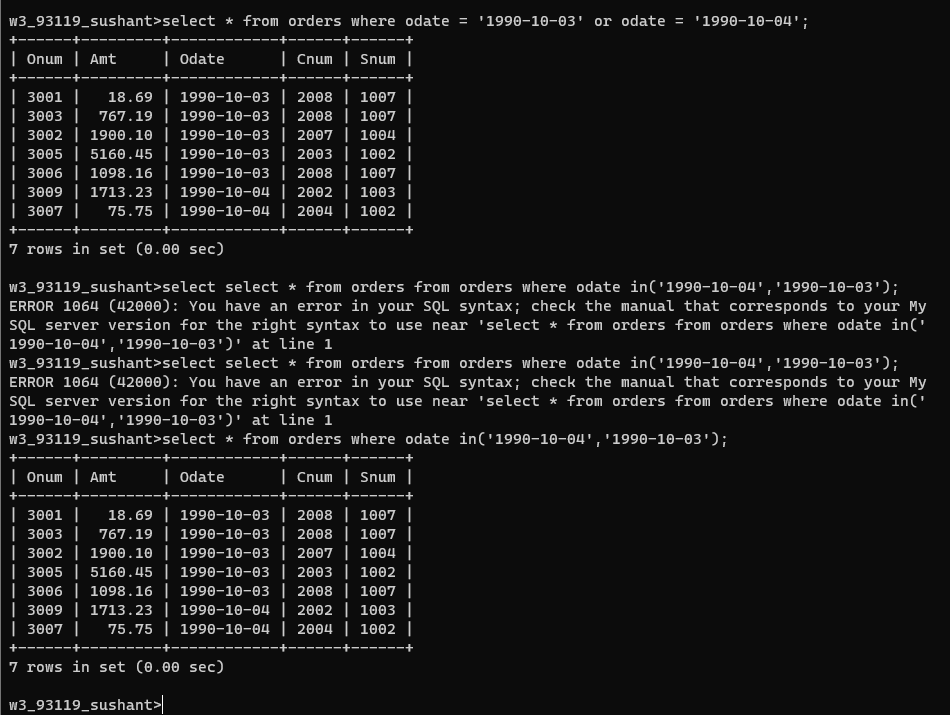 w3_93119_sushant>select * from orders where odate = '1990-10-03' or odate = '1990-10-04';
+------+---------+------------+------+------+
| Onum | Amt     | Odate      | Cnum | Snum |
+------+---------+------------+------+------+
| 3001 |   18.69 | 1990-10-03 | 2008 | 1007 |
| 3003 |  767.19 | 1990-10-03 | 2008 | 1007 |
| 3002 | 1900.10 | 1990-10-03 | 2007 | 1004 |
| 3005 | 5160.45 | 1990-10-03 | 2003 | 1002 |
| 3006 | 1098.16 | 1990-10-03 | 2008 | 1007 |
| 3009 | 1713.23 | 1990-10-04 | 2002 | 1003 |
| 3007 |   75.75 | 1990-10-04 | 2004 | 1002 |
+------+---------+------------+------+------+
7 rows in set (0.00 sec)

w3_93119_sushant>select select * from orders from orders where odate in('1990-10-04','1990-10-03');
ERROR 1064 (42000): You have an error in your SQL syntax; check the manual that corresponds to your My
SQL server version for the right syntax to use near 'select * from orders from orders where odate in('
1990-10-04','1990-10-03')' at line 1
w3_93119_sushant>select select * from orders from orders where odate in('1990-10-04','1990-10-03');
ERROR 1064 (42000): You have an error in your SQL syntax; check the manual that corresponds to your My
SQL server version for the right syntax to use near 'select * from orders from orders where odate in('
1990-10-04','1990-10-03')' at line 1
w3_93119_sushant>select * from orders where odate in('1990-10-04','1990-10-03');
+------+---------+------------+------+------+
| Onum | Amt     | Odate      | Cnum | Snum |
+------+---------+------------+------+------+
| 3001 |   18.69 | 1990-10-03 | 2008 | 1007 |
| 3003 |  767.19 | 1990-10-03 | 2008 | 1007 |
| 3002 | 1900.10 | 1990-10-03 | 2007 | 1004 |
| 3005 | 5160.45 | 1990-10-03 | 2003 | 1002 |
| 3006 | 1098.16 | 1990-10-03 | 2008 | 1007 |
| 3009 | 1713.23 | 1990-10-04 | 2002 | 1003 |
| 3007 |   75.75 | 1990-10-04 | 2004 | 1002 |
+------+---------+------------+------+------+
7 rows in set (0.00 sec)

w3_93119_sushant>